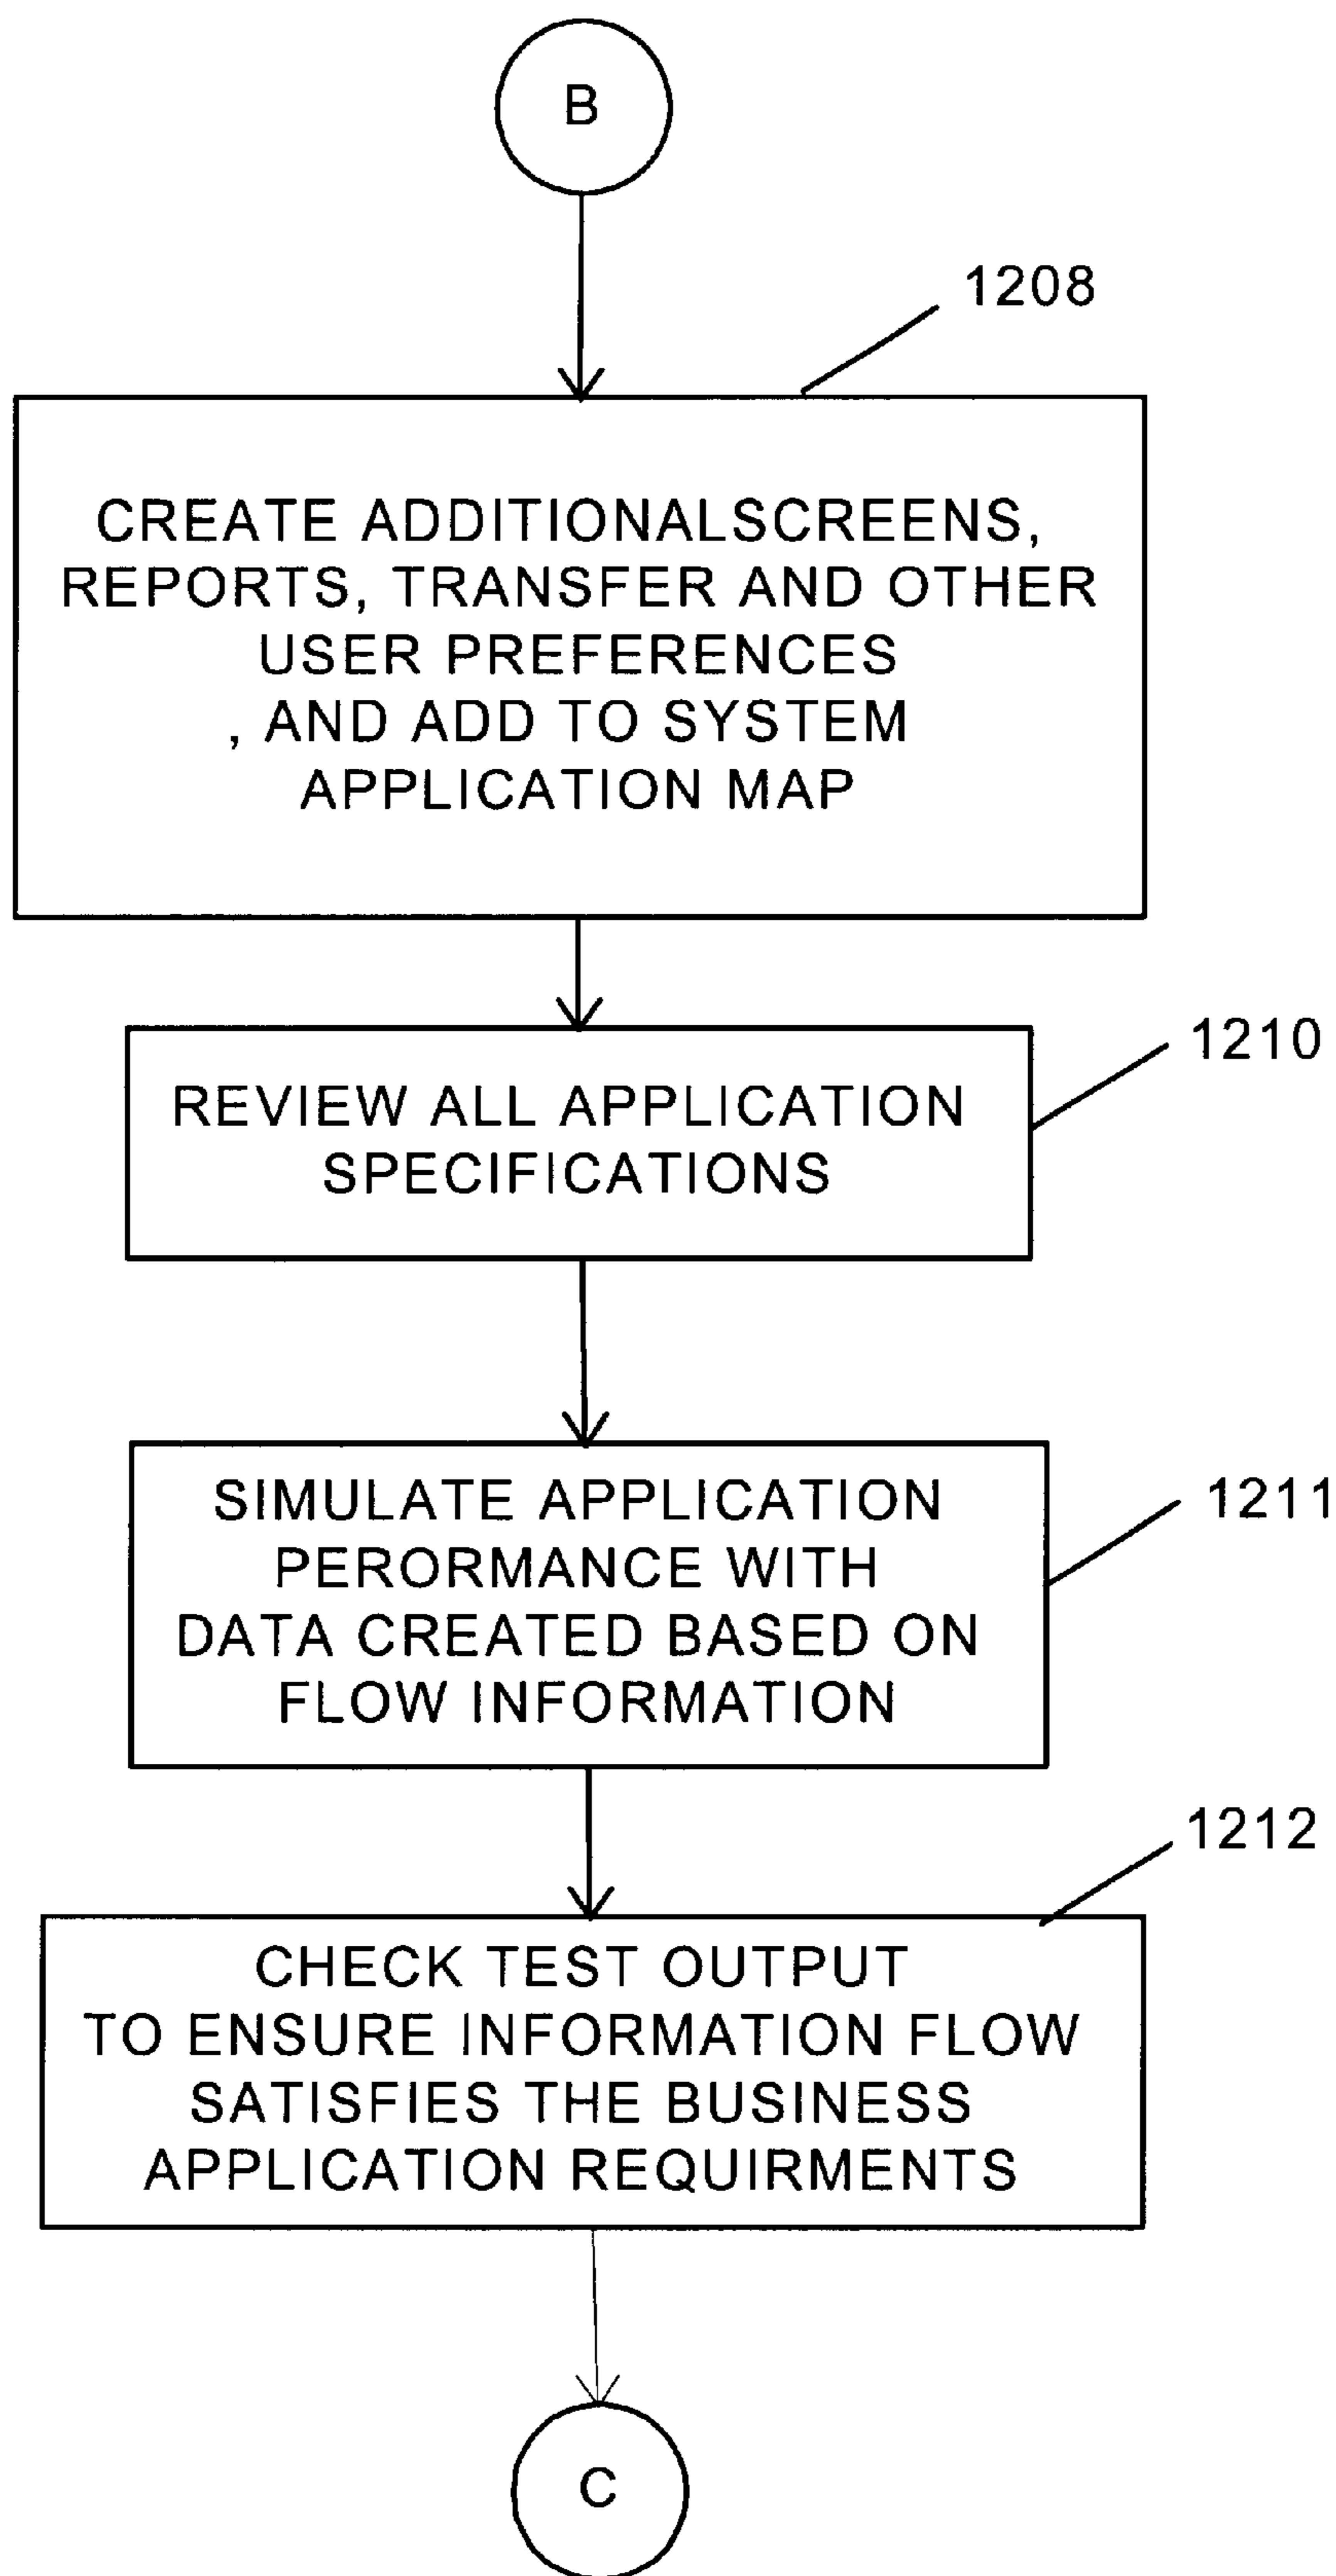 B
1208
CREATE ADDITIONALSCREENS,
REPORTS, TRANSFER AND OTHER
USER PREFERENCES
, AND ADD TO SYSTEM
APPLICATION MAP
1210
REVIEW ALL APPLICATION
SPECIFICATIONS
1211
SIMULATE APPLICATION
PERORMANCE WITH
DATA CREATED BASED ON
FLOW INFORMATION
1212
CHECK TEST OUTPUT
TO ENSURE INFORMATION FLOW
SATISFIES THE BUSINESS
APPLICATION REQUIRMENTS
C